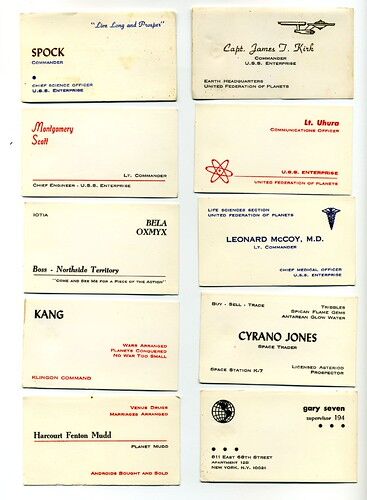 "Live Long and Prosper"
SPOCK
COMMANDER
CHIEF SCIENCE OFFICER
U.S.S. ENTERPRISE
Capt. James T. Kirk
COMMANDER
U.S.S. ENTERPRISE
EARTH HEADQUARTERS
UNITED FEDERATION OF PLANETS
Montgomery
Scott
LT. COMMANDER
CHIEF ENGINEER - U.S.S. ENTERPRISE
Lt. Uhura
COMMUNICATIONS OFFICER
U.S.S. ENTERPRISE
UNITED FEDERATION OF PLANETS
IOTIA
BELA
OXMYX
Boss - Northside Territory
"COME AND SEE ME FOR A PIECE OF THE ACTION"
LIFE SCIENCES SECTION
UNITED FEDERATION OF PLANETS
LEONARD McCOY, M.D.
LT. COMMANDER
CHIEF MEDICAL OFFICER
U.S.S. ENTERPRISE
KANG
WARS ARRANGED
PLANETS CONQUERED
NO WAR TOO SMALL
KLINGON COMMAND
BUY - SELL - TRADE
TRIBBLES
SPICAN FLAME GEMS
ANTAREAN GLOW WATER
CYRANO JONES
SPACE TRADER
SPACE STATION K-7
LICENSED ASTERIOD
PROSPECTOR
VENUS DRUGS
MARRIAGES ARRANGED
Harcourt Fenton Mudd
PLANET MUDD
ANDROIDS BOUGHT AND SOLD
gary seven
supervisor 194
811 EAST 68TH STREET
APARTMENT 12B
NEW YORK, N.Y. 10021